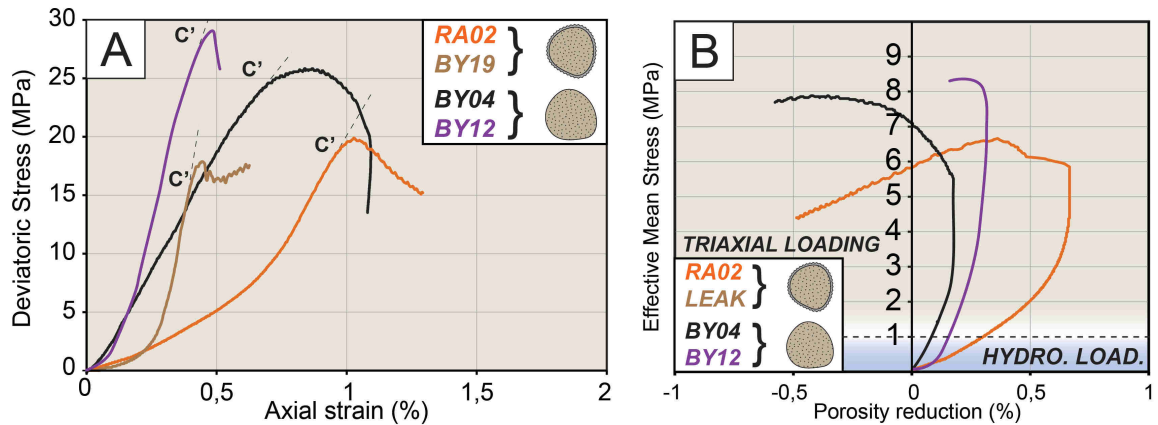 A
Deviatoric Stress (MPa)
30
25
20
15
10
5
0
C'
C'
C'
C'
RA02 }
BY19
BY04 }
BY12
0
0,5
1
1,5
2
Axial strain (%)
B
Effective Mean Stress (MPa)
9
8
7
6
5
4
3
2
1
TRIAXIAL LOADING
RA02 }
LEAK
BY04 }
BY12
HYDRO. LOAD.
-1
-0,5
0
0,5
1
Porosity reduction (%)